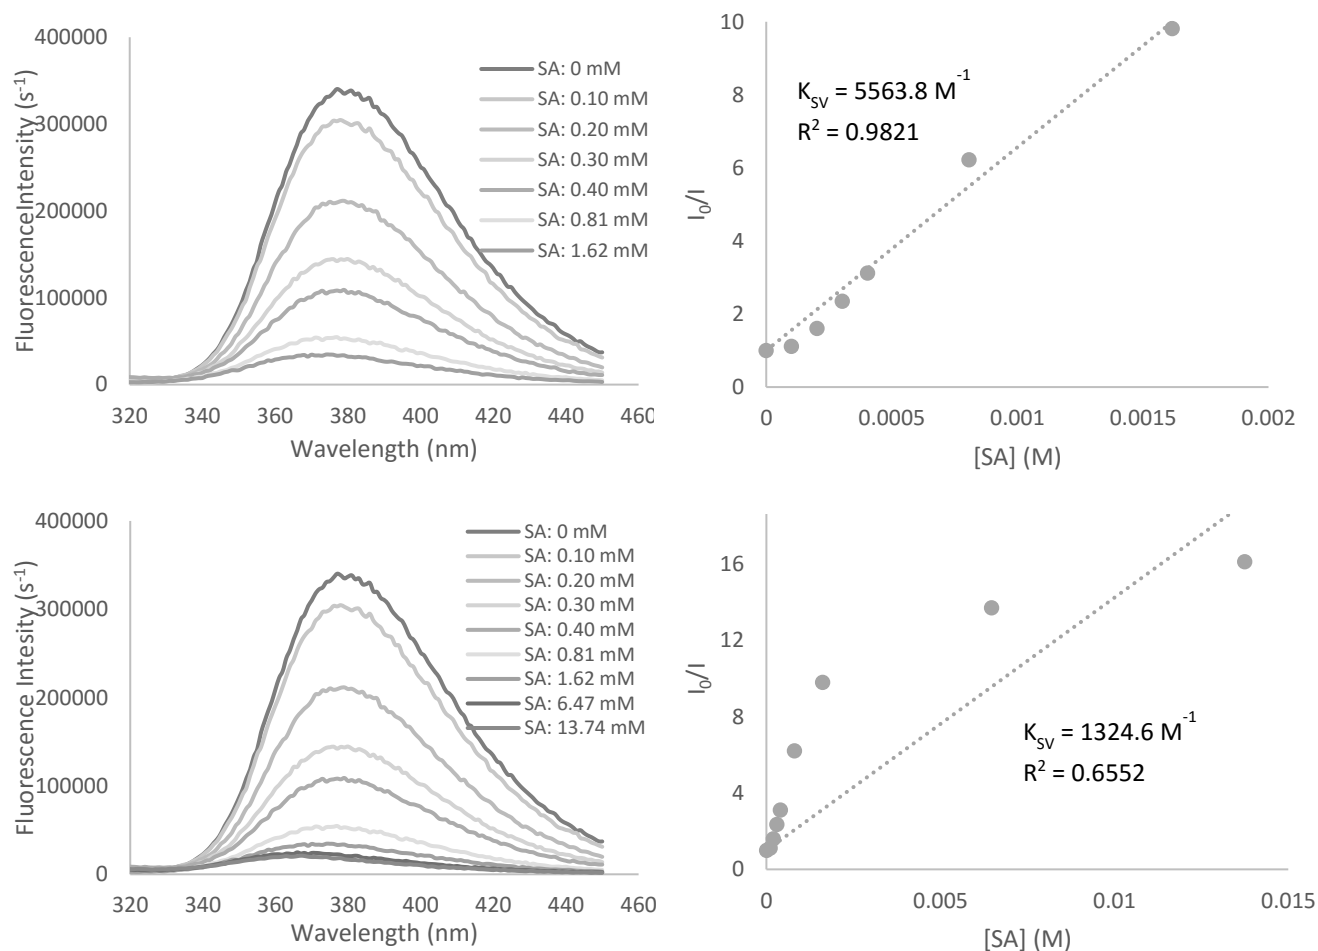 400000
300000
200000
100000
0
320 340 360 380 400 420 440 460
FluorescenceIntensity (s⁻¹)
Wavelength (nm)
SA: 0 mM
SA: 0.10 mM
SA: 0.20 mM
SA: 0.30 mM
SA: 0.40 mM
SA: 0.81 mM
SA: 1.62 mM
10
8
6
4
2
0
0 0.0005 0.001 0.0015 0.002
I₀/I
[SA] (M)
K_SV = 5563.8 M⁻¹
R² = 0.9821
400000
300000
200000
100000
0
320 340 360 380 400 420 440 460
Fluorescence Intesity (s⁻¹)
Wavelength (nm)
SA: 0 mM
SA: 0.10 mM
SA: 0.20 mM
SA: 0.30 mM
SA: 0.40 mM
SA: 0.81 mM
SA: 1.62 mM
SA: 6.47 mM
SA: 13.74 mM
16
12
8
4
0
0 0.005 0.01 0.015
I₀/I
[SA] (M)
K_SV = 1324.6 M⁻¹
R² = 0.6552